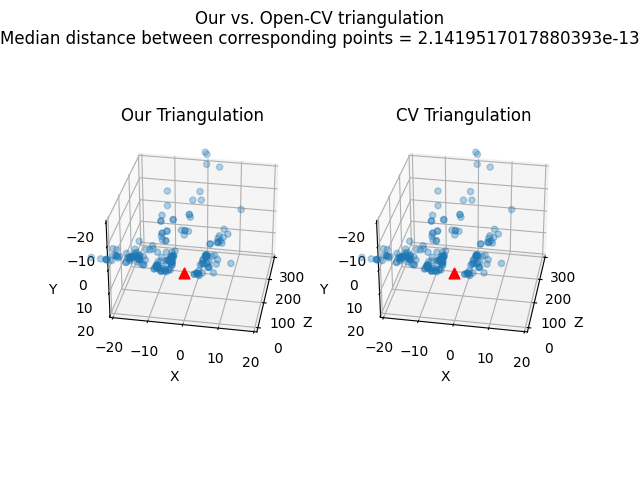 Our vs. Open-CV triangulation
Median distance between corresponding points = 2.1419517017880393e-13
Our Triangulation
CV Triangulation
−20
−10
0
10
20
Y
−20
−10
0
10
20
X
0
100
200
300
Z
−20
−10
0
10
20
Y
−20
−10
0
10
20
X
0
100
200
300
Z